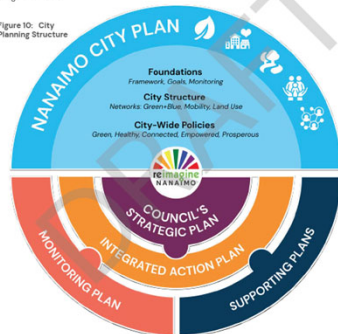 Figure 10: City
Planning Structure
NANAIMO CITY PLAN
Foundations
Framework, Goals, Monitoring
City Structure
Networks: Green+Blue, Mobility, Land Use
City-Wide Policies
Green, Healthy, Connected, Empowered, Prosperous
reimagine
NANAIMO
COUNCIL'S
STRATEGIC PLAN
INTEGRATED ACTION PLAN
MONITORING PLAN
SUPPORTING PLANS
DRAFT